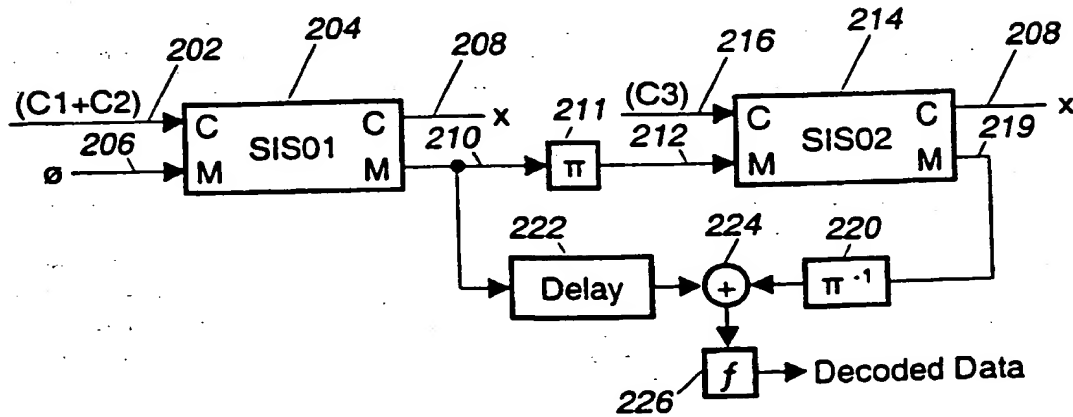 202 204 208 216 214 208
(C1+C2) (C3)
C C x 211 C C x
206 SISO1 210 212 SISO2 219
ø M M π M M
222 224 220
Delay + π -1
f Decoded Data
226